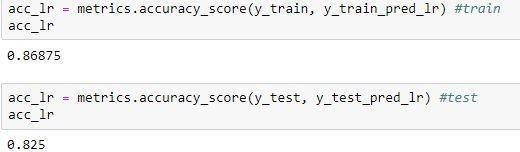 acc_lr = metrics.accuracy_score(y_train, y_train_pred_lr) #train
acc_lr
0.86875
acc_lr = metrics.accuracy_score(y_test, y_test_pred_lr) #test
acc_lr
0.825